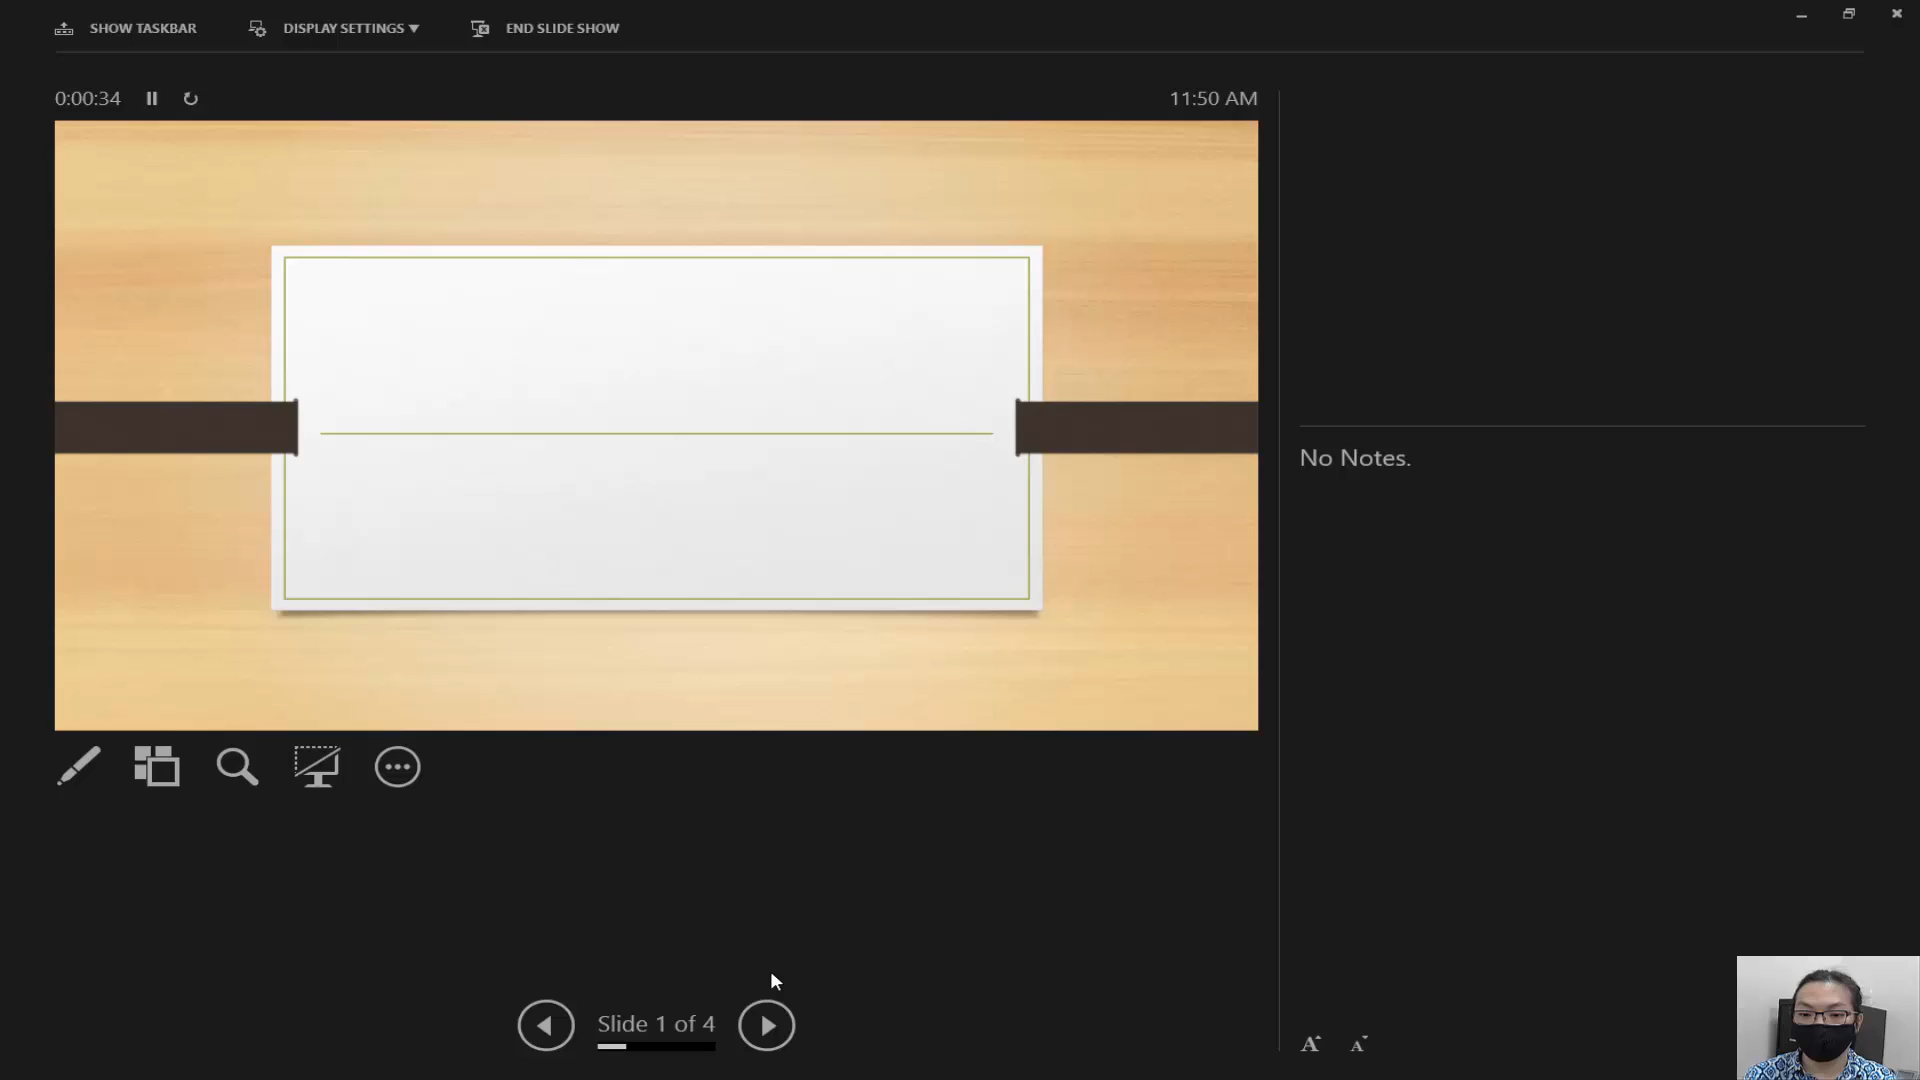 SHOW TASKBAR
DISPLAY SETTINGS
END SLIDE SHOW
0:00:34
11:50 AM
No Notes.
Slide 1 of 4
A A